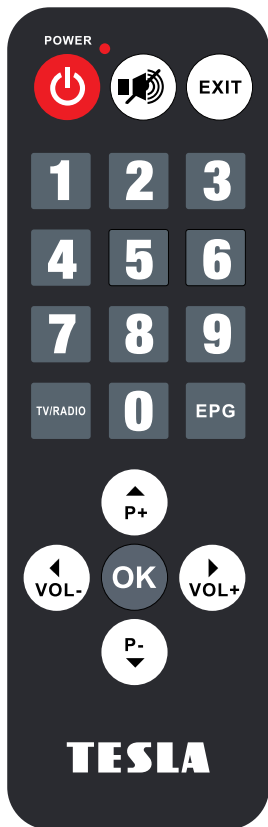 POWER
EXIT
1 2 3
4 5 6
7 8 9
TV/RADIO 0 EPG
P+
VOL- OK VOL+
P-
TESLA